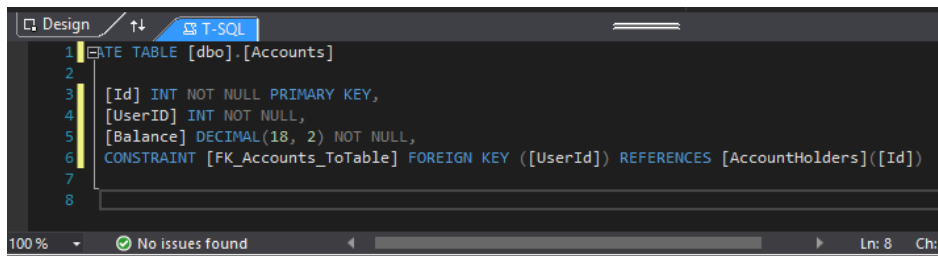 Design T-SQL
1 ATE TABLE [dbo].[Accounts]
2
3 [Id] INT NOT NULL PRIMARY KEY,
4 [UserID] INT NOT NULL,
5 [Balance] DECIMAL(18, 2) NOT NULL,
6 CONSTRAINT [FK_Accounts_ToTable] FOREIGN KEY ([UserId]) REFERENCES [AccountHolders]([Id])
7
8
100 % No issues found Ln: 8 Ch: